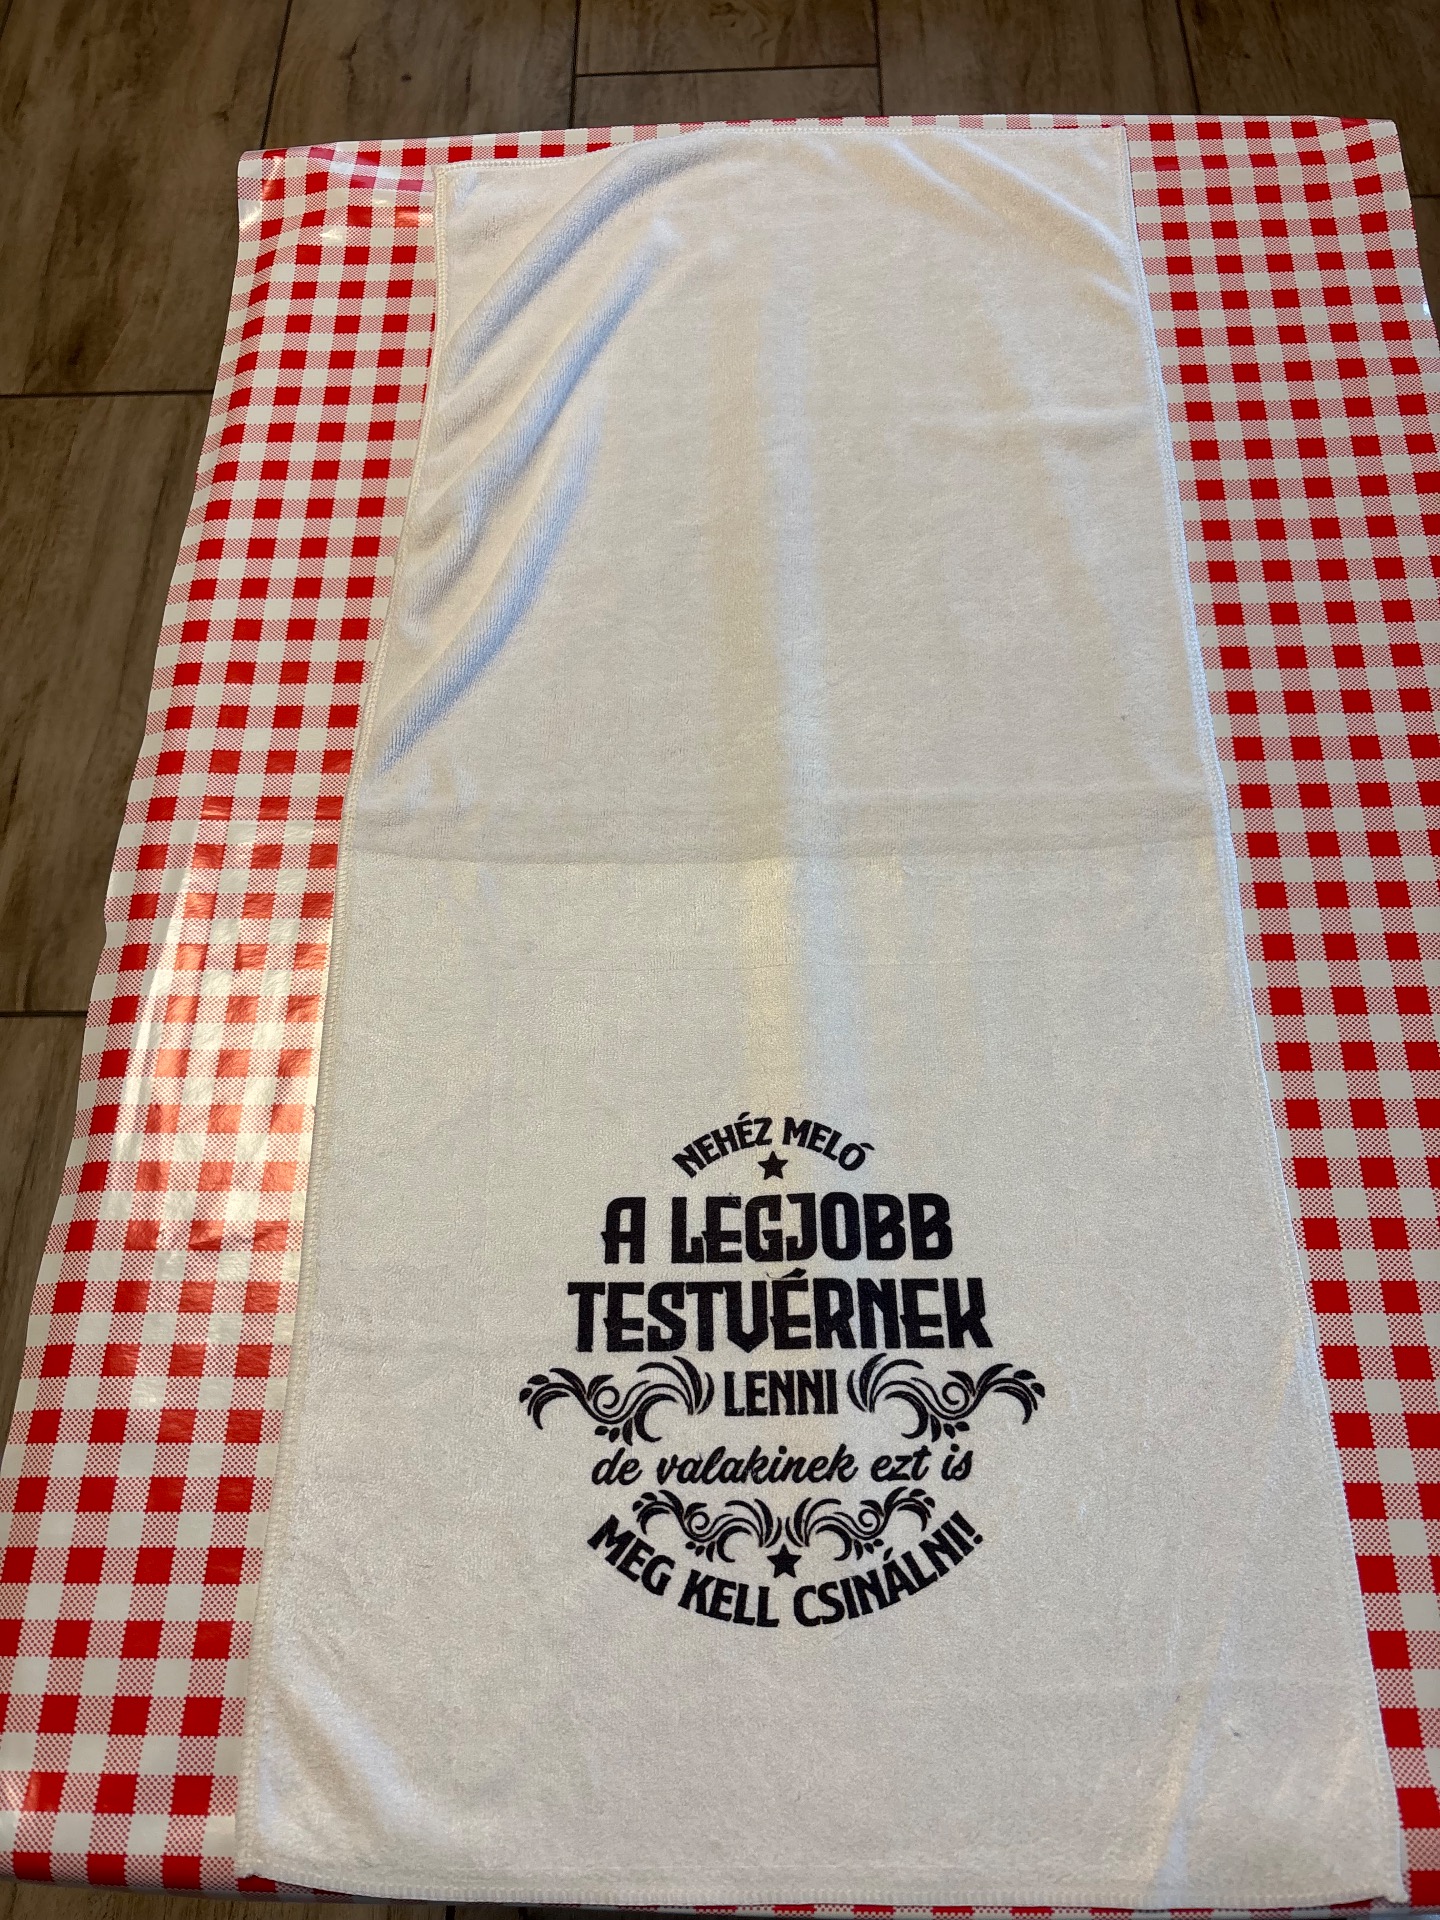 NEHÉZ MELÓ
A LEGJOBB
TESTVÉRNEK
LENNI
de valakinek ezt is
MEG KELL CSINÁLNI!